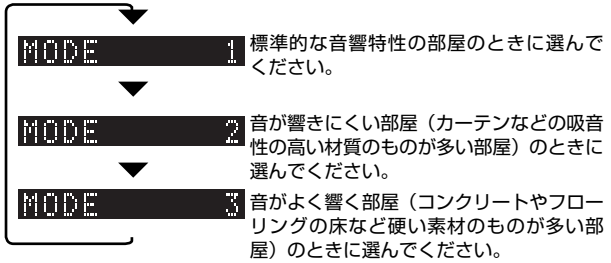 MODE 1
標準的な音響特性の部屋のときに選んで
ください。
MODE 2
音が響きにくい部屋（カーテンなどの吸音
性の高い材質のものが多い部屋）のときに
選んでください。
MODE 3
音がよく響く部屋（コンクリートやフロー
リングの床など硬い素材のものが多い部
屋）のときに選んでください。